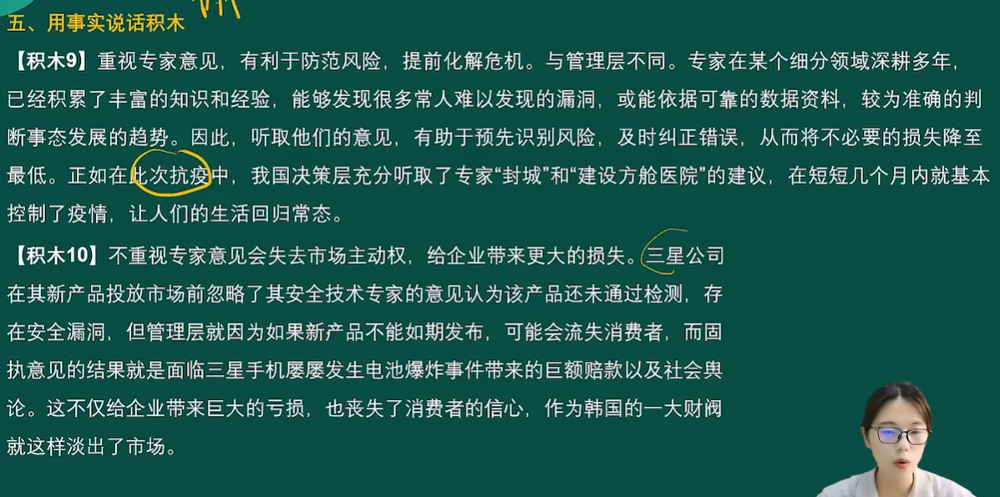 五、用事实说话积木
【积木9】重视专家意见，有利于防范风险，提前化解危机。与管理层不同。专家在某个细分领域深耕多年，
已经积累了丰富的知识和经验，能够发现很多常人难以发现的漏洞，或能依据可靠的数据资料，较为准确的判
断事态发展的趋势。因此，听取他们的意见，有助于预先识别风险，及时纠正错误，从而将不必要的损失降至
最低。正如在此次抗疫中，我国决策层充分听取了专家“封城”和“建设方舱医院”的建议，在短短几个月内就基本
控制了疫情，让人们的生活回归常态。
【积木10】不重视专家意见会失去市场主动权，给企业带来更大的损失。三星公司
在其新产品投放市场前忽略了其安全技术专家的意见认为该产品还未通过检测，存
在安全漏洞，但管理层就因为如果新产品不能如期发布，可能会流失消费者，而固
执意见的结果就是面临三星手机屡屡发生电池爆炸事件带来的巨额赔款以及社会舆
论。这不仅给企业带来巨大的亏损，也丧失了消费者的信心，作为韩国的一大财阀
就这样淡出了市场。